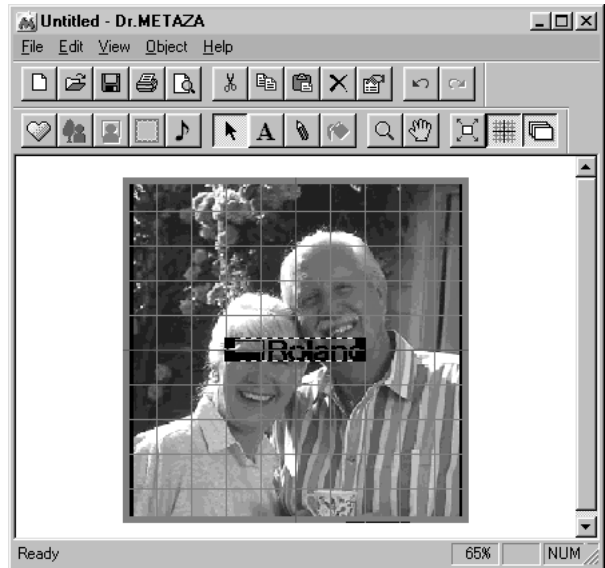 Untitled - Dr.METAZA
File Edit View Object Help
A
Roland
Ready 65% NUM